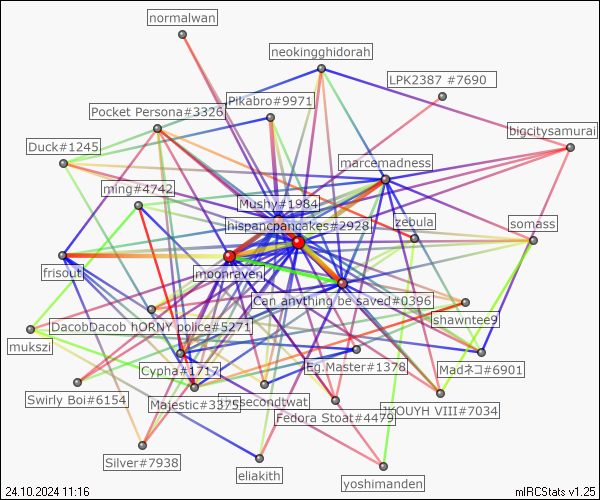 normalwan
neokingghidorah
LPK2387 #7690
Pikabro#9971
Pocket Persona#3326
bigcitysamurai
Duck#1245
marcemadness
ming#4742
Mushy#1984
zebula
somass
hispancpancakes#2928
frisout
moonraven
Can anything be saved#0396
shawntee9
DacobDacob hORNY police#5271
mukszi
Eg.Master#1378
Madネコ#6901
Cypha#1717
Swirly Boi#6154
Majestic#3375
secondtwat
JKOUYH VIII#7034
Fedora Stoat#4479
Silver#7938
eliakith
yoshimanden
24.10.2024 11:16
mIRCStats v1.25